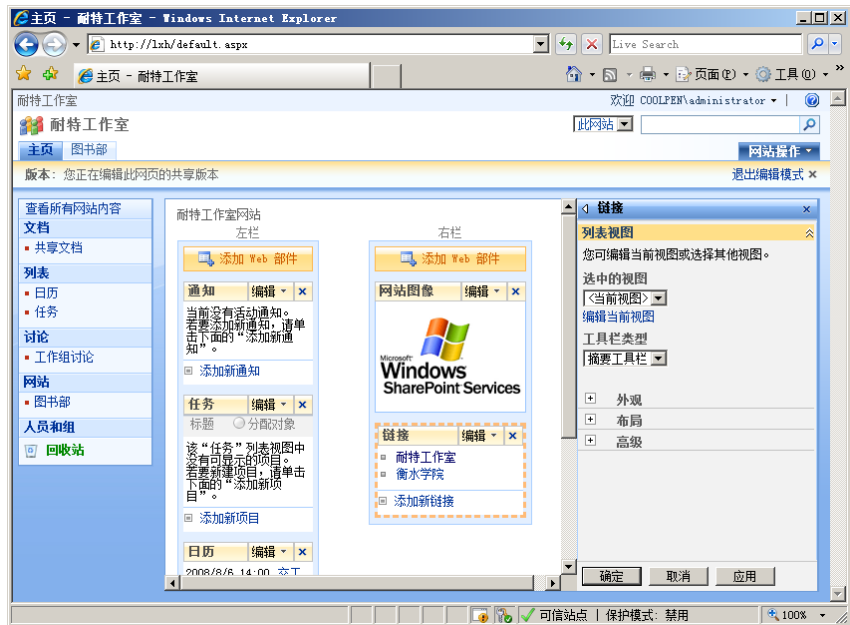 主页 - 耐特工作室 - Windows Internet Explorer
http://lxh/default.aspx
Live Search
主页 - 耐特工作室
页面(P)
工具(O)
»
耐特工作室
欢迎 COOLPEN\administrator
耐特工作室
此网站
主页
图书部
网站操作
版本: 您正在编辑此网页的共享版本
退出编辑模式 ×
查看所有网站内容
文档
共享文档
列表
日历
任务
讨论
工作组讨论
网站
图书部
人员和组
回收站
耐特工作室网站
左栏
添加 Web 部件
通知 编辑 ×
当前没有活动通知。
若要添加新通知，请单
击下面的“添加新通
知”。
添加新通知
任务 编辑 ×
标题 分配对象
该“任务”列表视图中
没有可显示的项目。
若要新建项目，请单击
下面的“添加新项
目”。
添加新项目
日历 编辑 ×
2008/8/6 14:00 交工
右栏
添加 Web 部件
网站图像 编辑 ×
Microsoft
Windows
SharePoint Services
链接 编辑 ×
耐特工作室
衡水学院
添加新链接
链接 ×
列表视图
您可编辑当前视图或选择其他视图。
选中的视图
<当前视图>
编辑当前视图
工具栏类型
摘要工具栏
+ 外观
+ 布局
+ 高级
确定 取消 应用
可信站点 | 保护模式: 禁用
100%